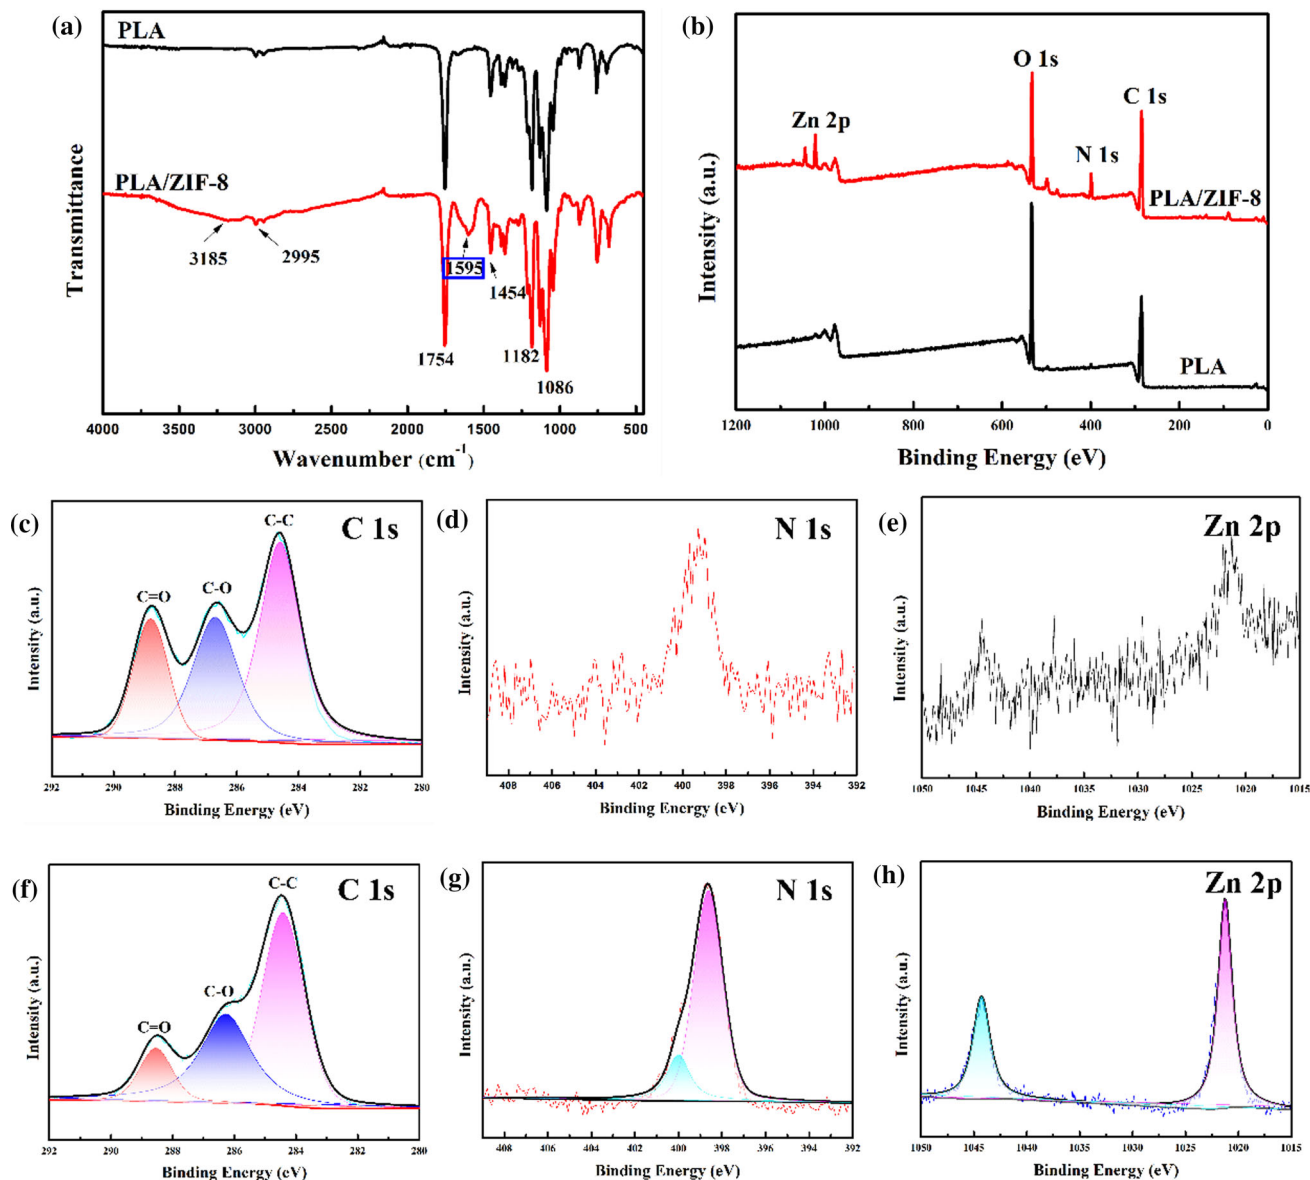 (a)
PLA
PLA/ZIF-8
3185
2995
1595
1454
1754
1182
1086
Transmittance
4000 3500 3000 2500 2000 1500 1000 500
Wavenumber (cm⁻¹)
(b)
O 1s
C 1s
Zn 2p
N 1s
PLA/ZIF-8
PLA
Intensity (a.u.)
1200 1000 800 600 400 200 0
Binding Energy (eV)
(c)
C 1s
C-C
C-O
C=O
Intensity (a.u.)
292 290 288 286 284 282 280
Binding Energy (eV)
(d)
N 1s
Intensity (a.u.)
408 406 404 402 400 398 396 394 392
Binding Energy (eV)
(e)
Zn 2p
Intensity (a.u.)
1050 1045 1040 1035 1030 1025 1020 1015
Binding Energy (eV)
(f)
C 1s
C-C
C-O
C=O
Intensity (a.u.)
292 290 288 286 284 282 280
Binding Energy (eV)
(g)
N 1s
Intensity (a.u.)
408 406 404 402 400 398 396 394 392
Binding Energy (eV)
(h)
Zn 2p
Intensity (a.u.)
1050 1045 1040 1035 1030 1025 1020 1015
Binding Energy (eV)